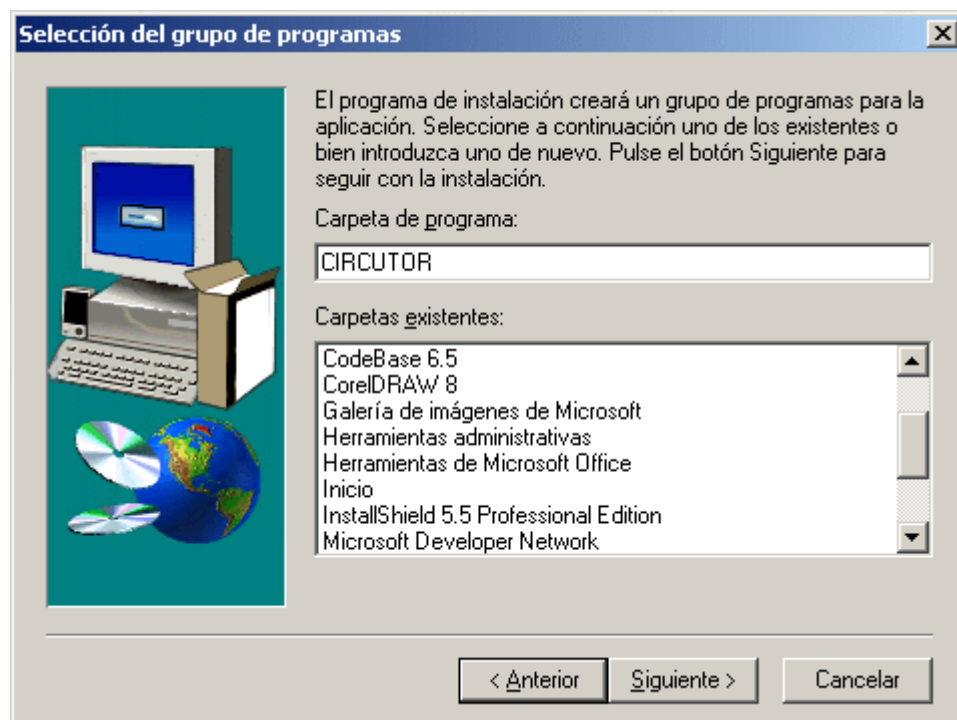 Selección del grupo de programas
El programa de instalación creará un grupo de programas para la
aplicación. Seleccione a continuación uno de los existentes o
bien introduzca uno de nuevo. Pulse el botón Siguiente para
seguir con la instalación.
Carpeta de programa:
CIRCUTOR
Carpetas existentes:
CodeBase 6.5
CorelDRAW 8
Galería de imágenes de Microsoft
Herramientas administrativas
Herramientas de Microsoft Office
Inicio
InstallShield 5.5 Professional Edition
Microsoft Developer Network
< Anterior
Siguiente >
Cancelar